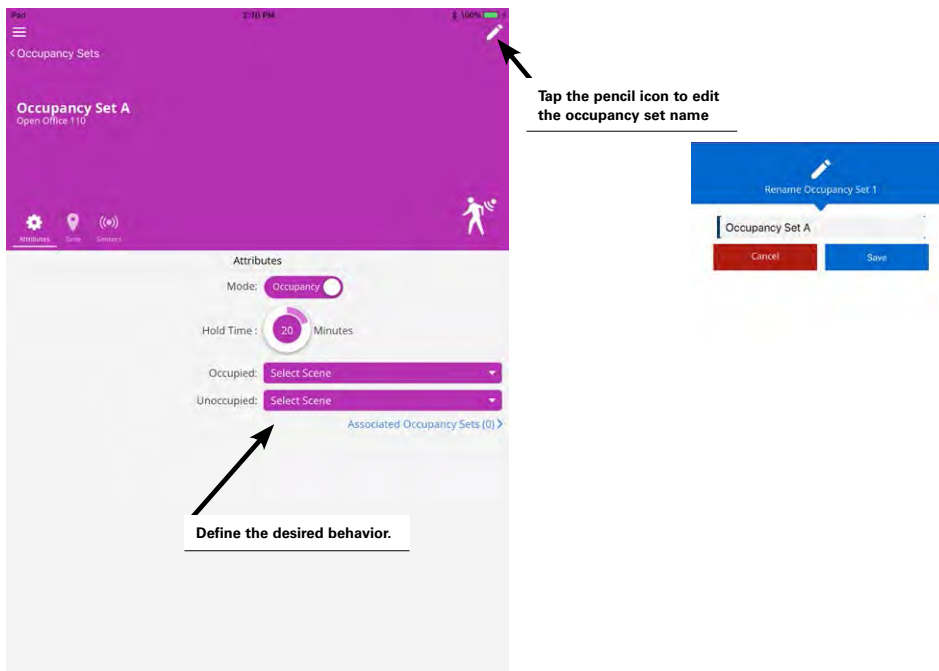 iPad 2:10 PM 100%
< Occupancy Sets
Occupancy Set A
Open Office 110
Attributes Zone Sensors
Attributes
Mode: Occupancy
Hold Time : 20 Minutes
Occupied: Select Scene
Unoccupied: Select Scene
Associated Occupancy Sets (0) >
Define the desired behavior.
Tap the pencil icon to edit
the occupancy set name
Rename Occupancy Set 1
Occupancy Set A
Cancel Save